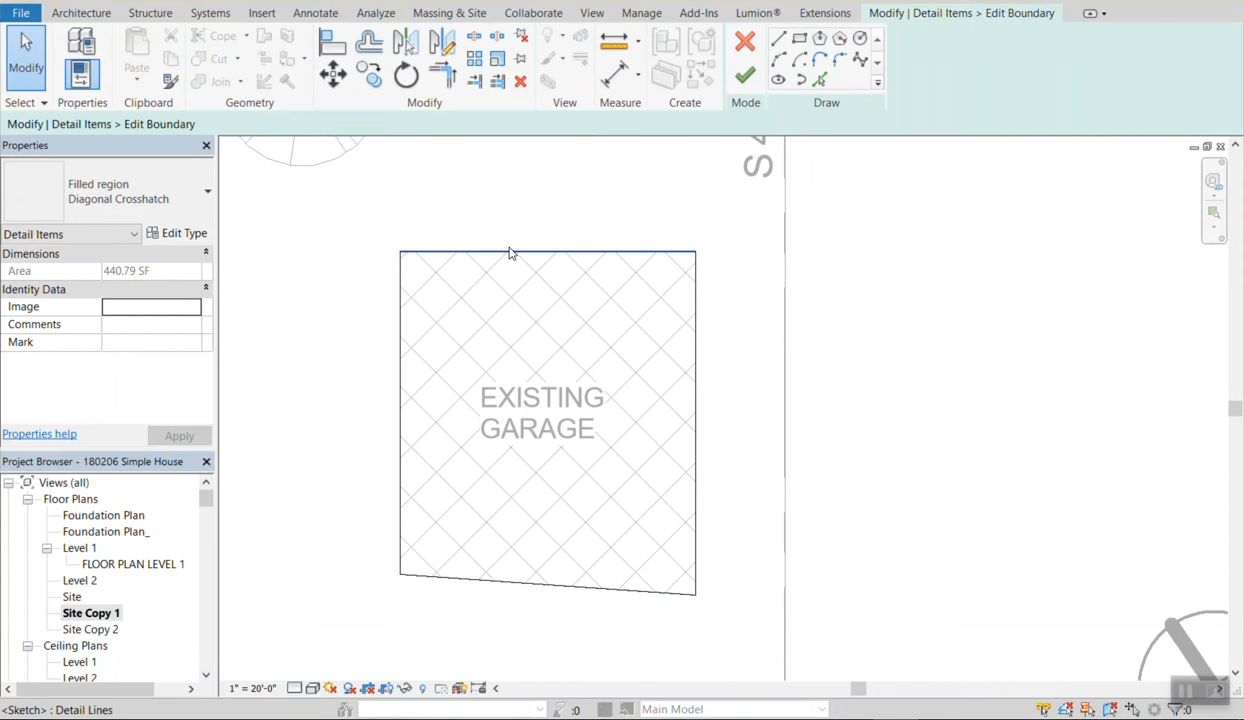 File Architecture Structure Systems Insert Annotate Analyze Massing & Site Collaborate View Manage Add-Ins Lumion® Extensions Modify | Detail Items > Edit Boundary
Modify Paste Cope Cut Join
Select Properties Clipboard Geometry Modify View Measure Create Mode Draw
Modify | Detail Items > Edit Boundary
Properties
Filled region
Diagonal Crosshatch
Detail Items Edit Type
Dimensions
Area 440.79 SF
Identity Data
Image
Comments
Mark
Properties help Apply
Project Browser - 180206 Simple House
Views (all)
Floor Plans
Foundation Plan
Foundation Plan_
Level 1
FLOOR PLAN LEVEL 1
Level 2
Site
Site Copy 1
Site Copy 2
Ceiling Plans
Level 1
Level 2
S
EXISTING
GARAGE
1" = 20'-0"
<Sketch> : Detail Lines :0 Main Model :0